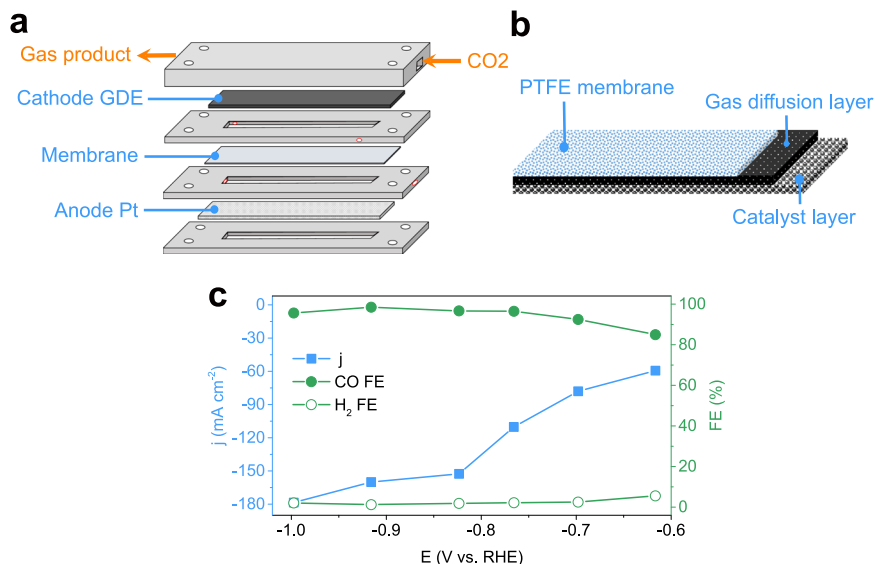 a
Gas product
CO2
Cathode GDE
Membrane
Anode Pt
b
PTFE membrane
Gas diffusion layer
Catalyst layer
c
0
-30
-60
-90
-120
-150
-180
j (mA cm⁻²)
j
CO FE
H₂ FE
100
80
60
40
20
0
FE (%)
-1.0 -0.9 -0.8 -0.7 -0.6
E (V vs. RHE)